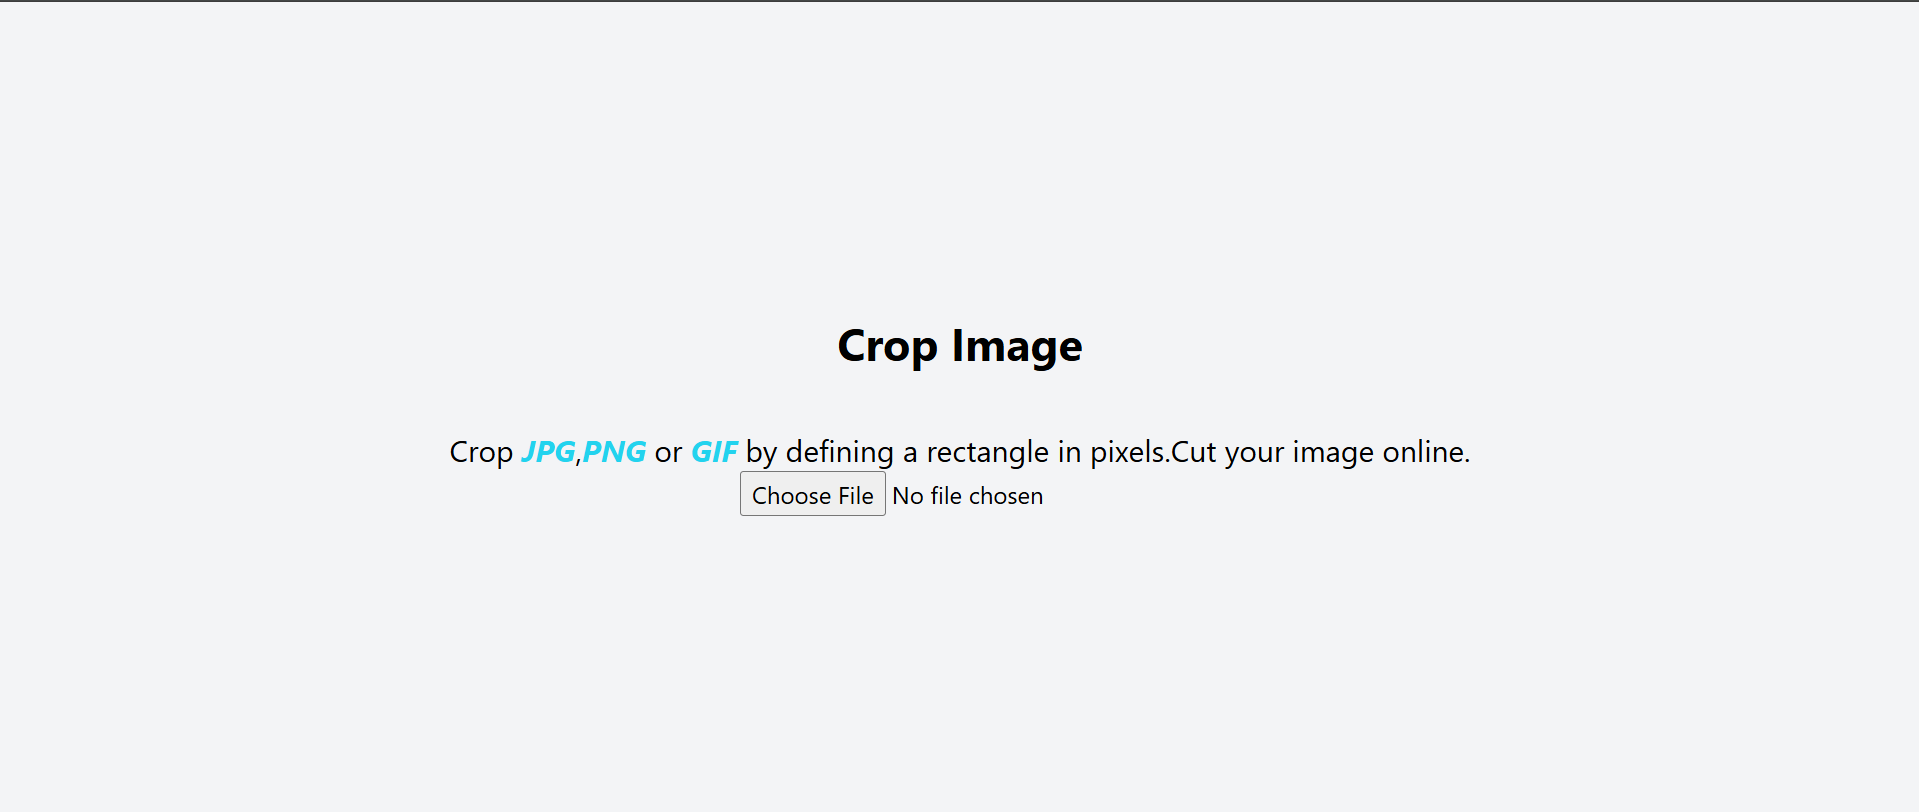 Crop Image
Crop JPG,PNG or GIF by defining a rectangle in pixels.Cut your image online.
Choose File No file chosen